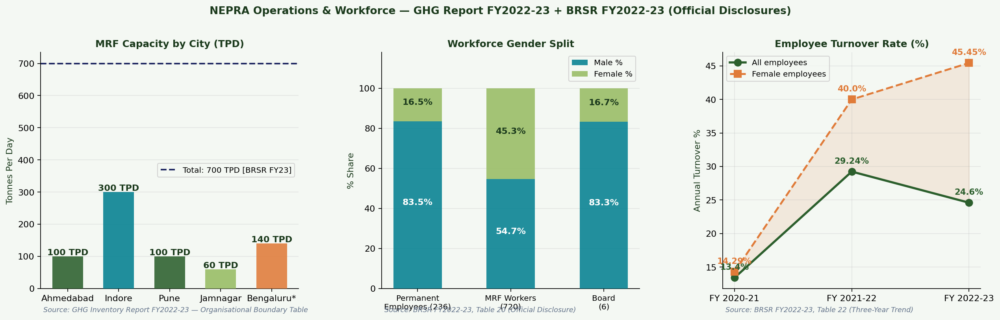 NEPRA Operations & Workforce — GHG Report FY2022-23 + BRSR FY2022-23 (Official Disclosures)
MRF Capacity by City (TPD)
Tonnes Per Day
700
600
500
400
300
200
100
0
Total: 700 TPD [BRSR FY23]
100 TPD
300 TPD
100 TPD
60 TPD
140 TPD
Ahmedabad
Indore
Pune
Jamnagar
Bengaluru*
Source: GHG Inventory Report FY2022-23 — Organisational Boundary Table
Workforce Gender Split
Male %
Female %
% Share
100
80
60
40
20
0
16.5%
45.3%
16.7%
83.5%
54.7%
83.3%
Permanent
Employees (236)
MRF Workers
(720)
Board
(6)
Source: BRSR FY2022-23, Table 20 (Official Disclosure)
Employee Turnover Rate (%)
All employees
Female employees
Annual Turnover %
45
40
35
30
25
20
15
45.45%
40.0%
29.24%
24.6%
14.29%
13.4%
FY 2020-21
FY 2021-22
FY 2022-23
Source: BRSR FY2022-23, Table 22 (Three-Year Trend)